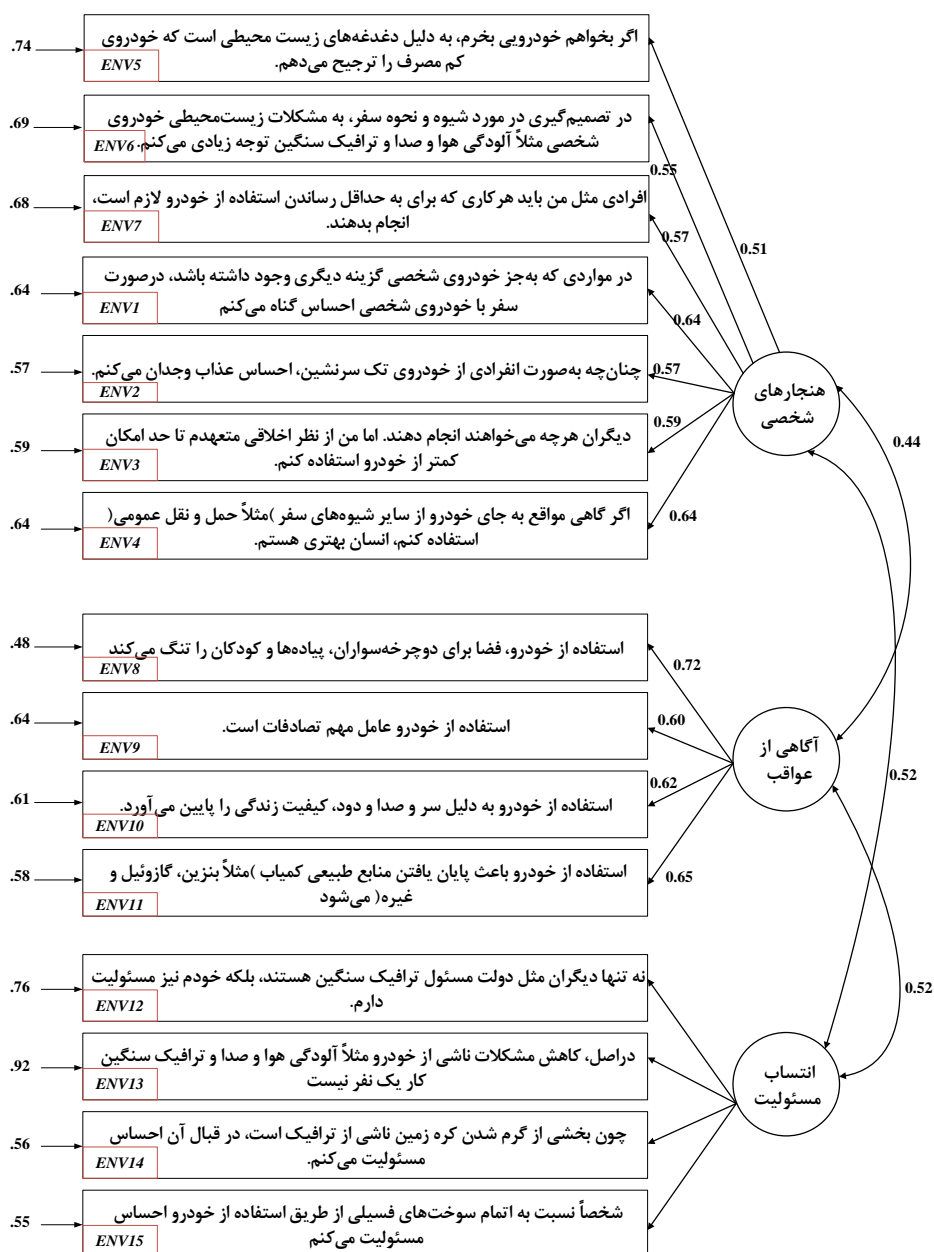 اگر بخواهم خودرویی بخرم، به دلیل دغدغه‌های زیست محیطی است که خودروی
کم مصرف را ترجیح می‌دهم.
.74
ENV5
در تصمیم‌گیری در مورد شیوه و نحوه سفر، به مشکلات زیست‌محیطی خودروی
شخصی مثلاً آلودگی هوا و صدا و ترافیک سنگین توجه زیادی می‌کنم.
.69
ENV6
0.55
افرادی مثل من باید هرکاری که برای به حداقل رساندن استفاده از خودرو لازم است،
انجام بدهند.
.68
ENV7
0.57
0.51
در مواردی که به‌جز خودروی شخصی گزینه دیگری وجود داشته باشد، درصورت
سفر با خودروی شخصی احساس گناه می‌کنم
.64
ENV1
0.64
چنان‌چه به‌صورت انفرادی از خودروی تک سرنشین، احساس عذاب وجدان می‌کنم.
.57
ENV2
0.57
هنجارهای
شخصی
دیگران هرچه می‌خواهند انجام دهند. اما من از نظر اخلاقی متعهدم تا حد امکان
کمتر از خودرو استفاده کنم.
.59
ENV3
0.59
0.44
اگر گاهی مواقع به جای خودرو از سایر شیوه‌های سفر )مثلاً حمل و نقل عمومی(
استفاده کنم، انسان بهتری هستم.
.64
ENV4
0.64
استفاده از خودرو، فضا برای دوچرخه‌سواران، پیاده‌ها و کودکان را تنگ می‌کند
.48
ENV8
0.72
استفاده از خودرو عامل مهم تصادفات است.
.64
ENV9
0.60
آگاهی از
عواقب
0.52
استفاده از خودرو به دلیل سر و صدا و دود، کیفیت زندگی را پایین می‌آورد.
.61
ENV10
0.62
استفاده از خودرو باعث پایان یافتن منابع طبیعی کمیاب )مثلاً بنزین، گازوئیل و
غیره( می‌شود
.58
ENV11
0.65
نه تنها دیگران مثل دولت مسئول ترافیک سنگین هستند، بلکه خودم نیز مسئولیت
دارم.
.76
ENV12
0.52
دراصل، کاهش مشکلات ناشی از خودرو مثلاً آلودگی هوا و صدا و ترافیک سنگین
کار یک نفر نیست
.92
ENV13
انتساب
مسئولیت
چون بخشی از گرم شدن کره زمین ناشی از ترافیک است، در قبال آن احساس
مسئولیت می‌کنم.
.56
ENV14
شخصاً نسبت به اتمام سوخت‌های فسیلی از طریق استفاده از خودرو احساس
مسئولیت می‌کنم
.55
ENV15